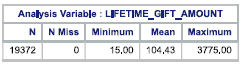 Analysis Variable : LIFETIME_GIFT_AMOUNT
N N Miss Minimum Mean Maximum
19372 0 15,00 104,43 3775,00